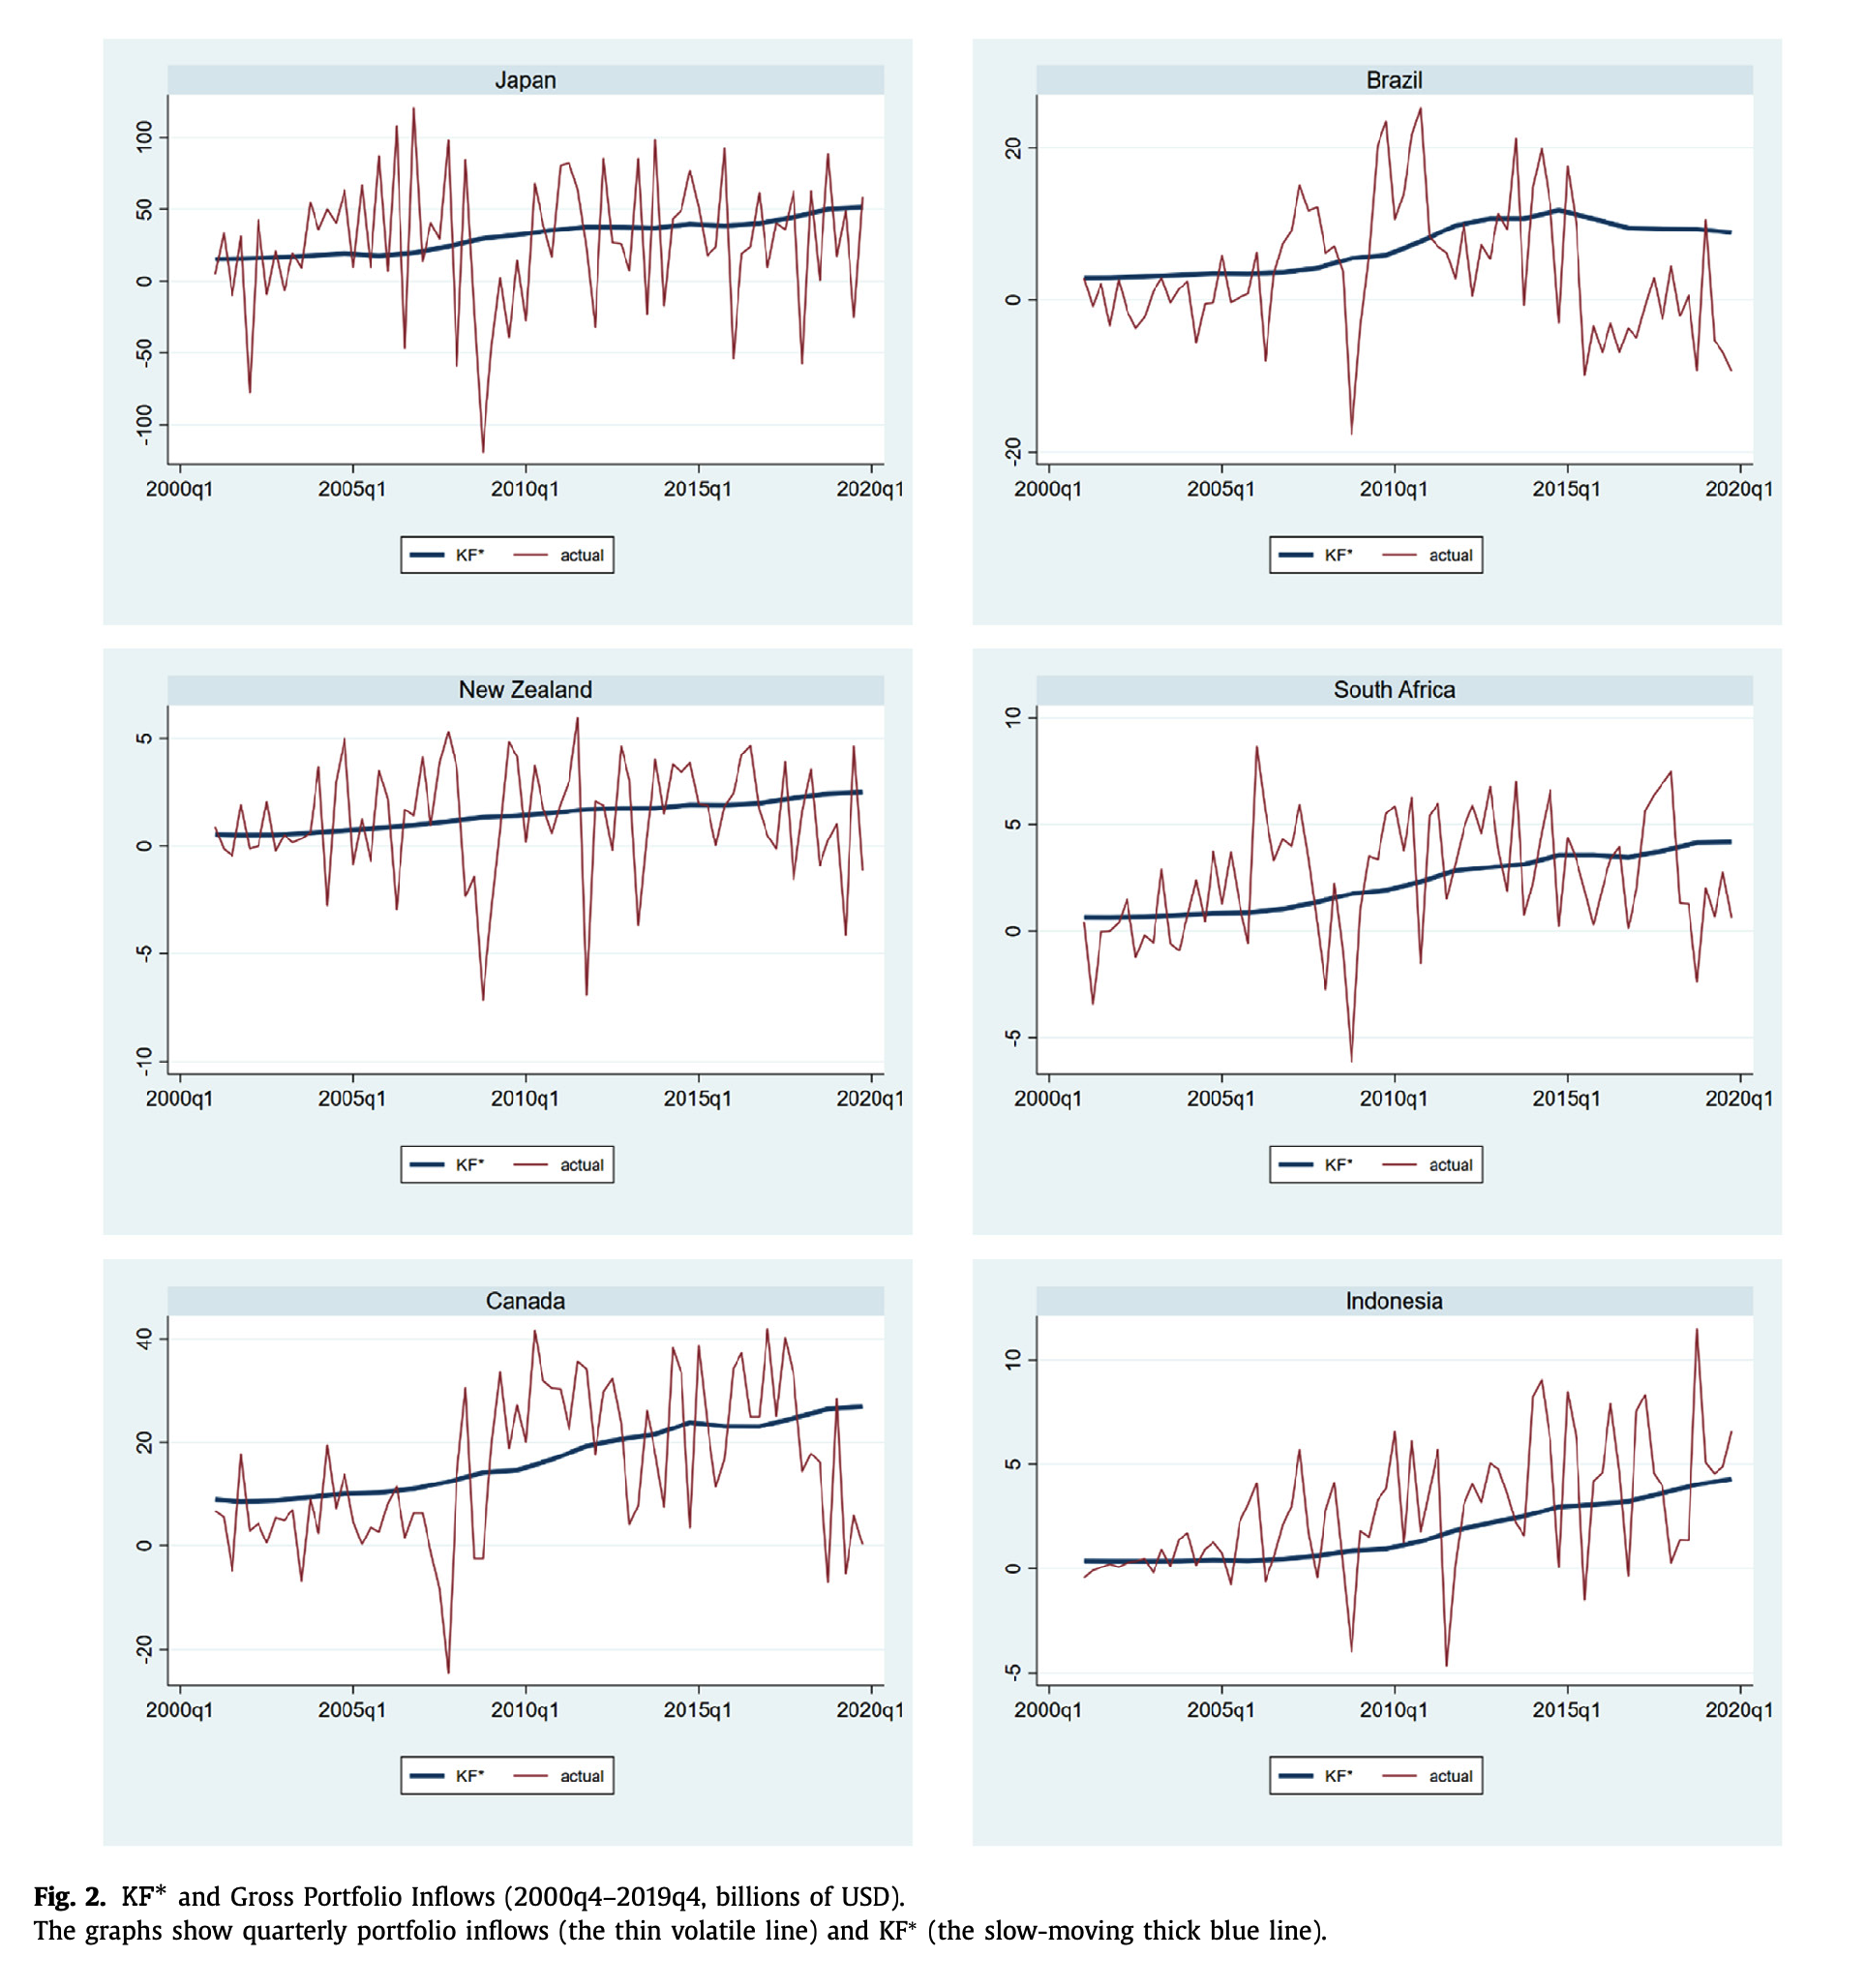 Japan
100
50
0
-50
-100
2000q1 2005q1 2010q1 2015q1 2020q1
KF* actual
Brazil
20
0
-20
2000q1 2005q1 2010q1 2015q1 2020q1
KF* actual
New Zealand
5
0
-5
-10
2000q1 2005q1 2010q1 2015q1 2020q1
KF* actual
South Africa
10
5
0
-5
2000q1 2005q1 2010q1 2015q1 2020q1
KF* actual
Canada
40
20
0
-20
2000q1 2005q1 2010q1 2015q1 2020q1
KF* actual
Indonesia
10
5
0
-5
2000q1 2005q1 2010q1 2015q1 2020q1
KF* actual
Fig. 2. KF* and Gross Portfolio Inflows (2000q4–2019q4, billions of USD).
The graphs show quarterly portfolio inflows (the thin volatile line) and KF* (the slow-moving thick blue line).